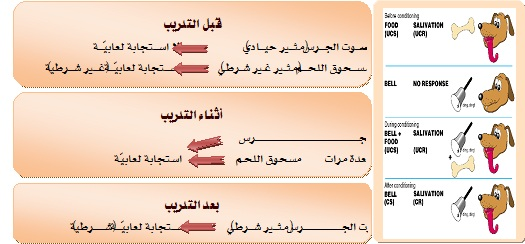 قبل التدريب
صوت الجرس(مثير حيادي) لا استجابة لعابيّة
مسحوق اللحم(مثير غير شرطي) استجابة لعابيّة(غير شرطية)
أثناء التدريب
جرس
عدة مرات مسحوق اللحم استجابة لعابيّة
بعد التدريب
ت الجرس(مثير شرطي) ستجابة لعابيّة(شرطية)
Before conditioning
FOOD SALIVATION
(UCS) (UCR)
BELL NO RESPONSE
During conditioning
BELL + SALIVATION
FOOD
(UCS) (UCR)
+
After conditioning
BELL SALIVATION
(CS) (CR)